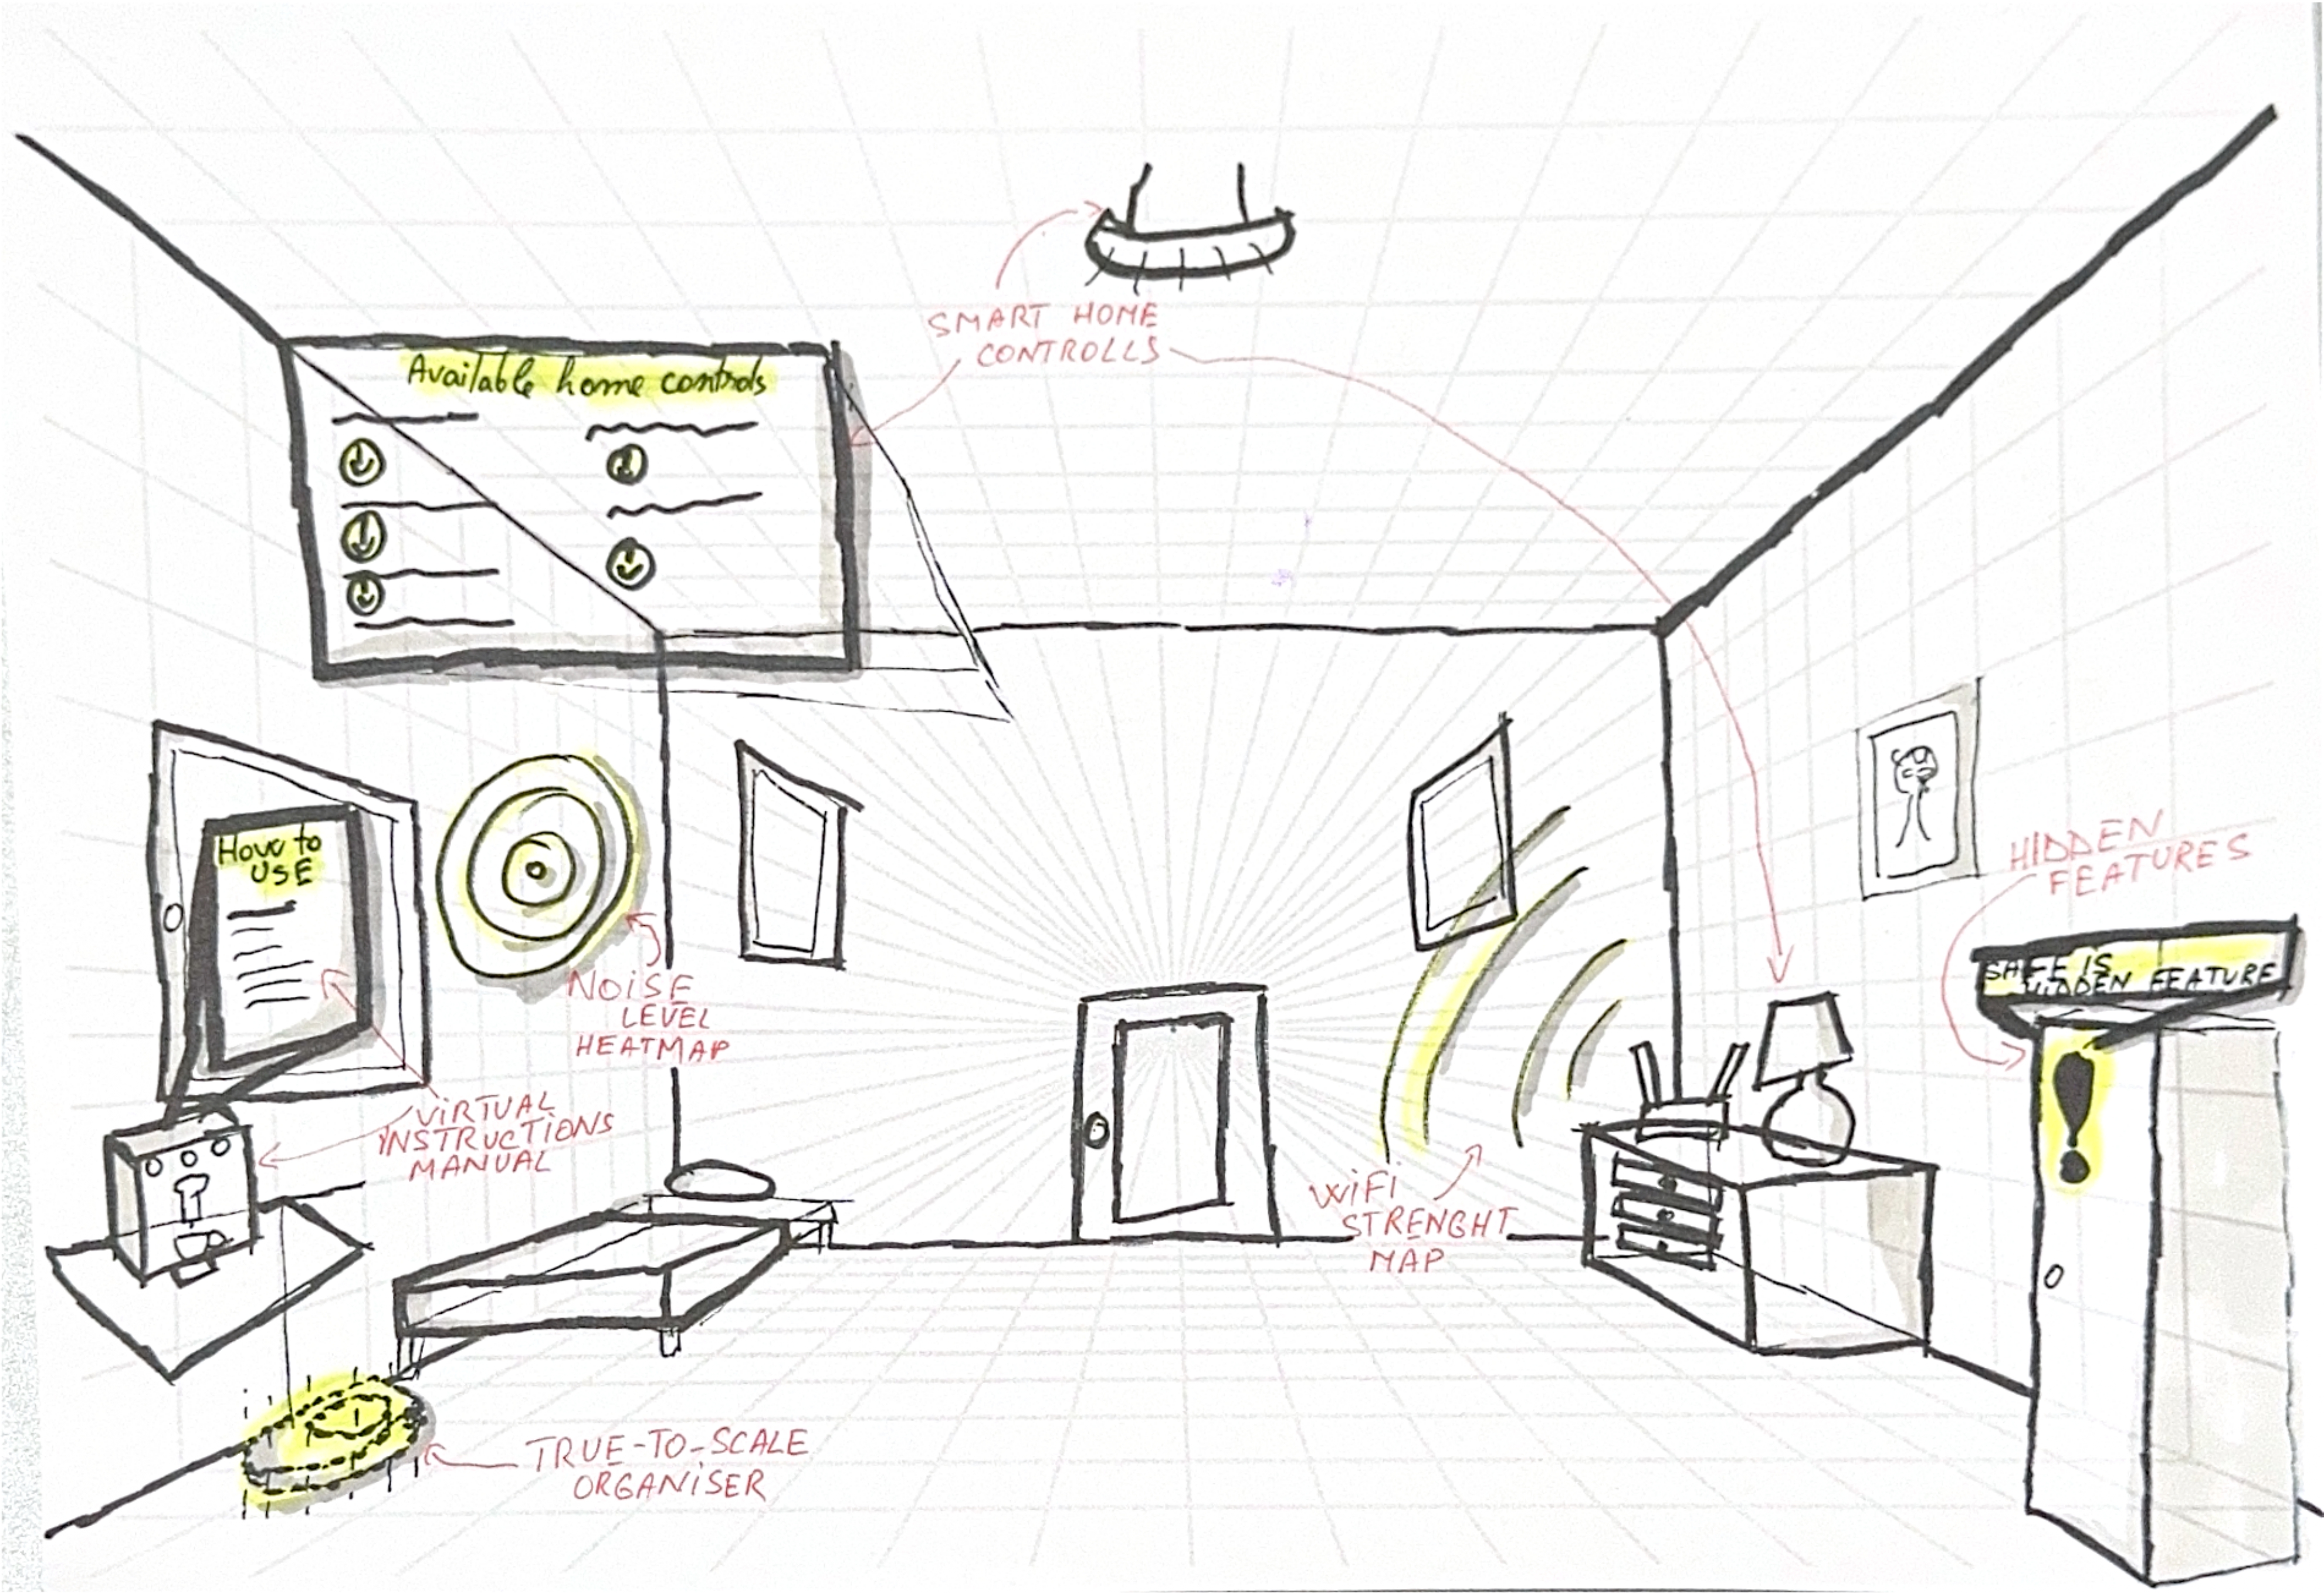 SMART HOME
CONTROLLS
Available home controls
How to
USE
NOISE
LEVEL
HEATMAP
VIRTUAL
INSTRUCTIONS
MANUAL
TRUE-TO-SCALE
ORGANISER
WIFI
STRENGHT
MAP
HIDDEN
FEATURES
SAFE IS
HIDDEN FEATURE